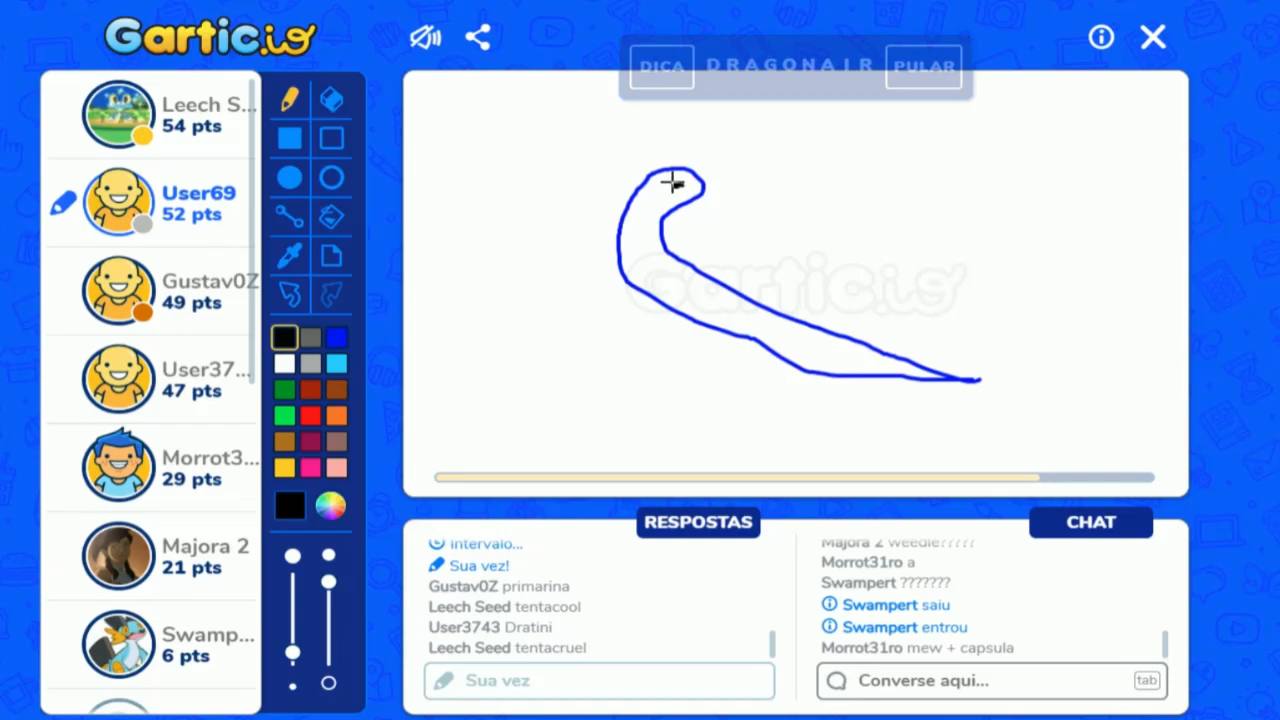 Gartic.io
DICA
DRAGONAIR
PULAR
Leech S...
54 pts
User69
52 pts
Gustav0Z
49 pts
User37...
47 pts
Morrot3...
29 pts
Majora 2
21 pts
Swamp...
6 pts
Gartic.io
RESPOSTAS
intervalo...
Sua vez!
Gustav0Z primarina
Leech Seed tentacool
User3743 Dratini
Leech Seed tentacruel
Sua vez
CHAT
Majora 2 weedle?????
Morrot31ro a
Swampert ???????
Swampert saiu
Swampert entrou
Morrot31ro mew + capsula
Converse aqui...
tab